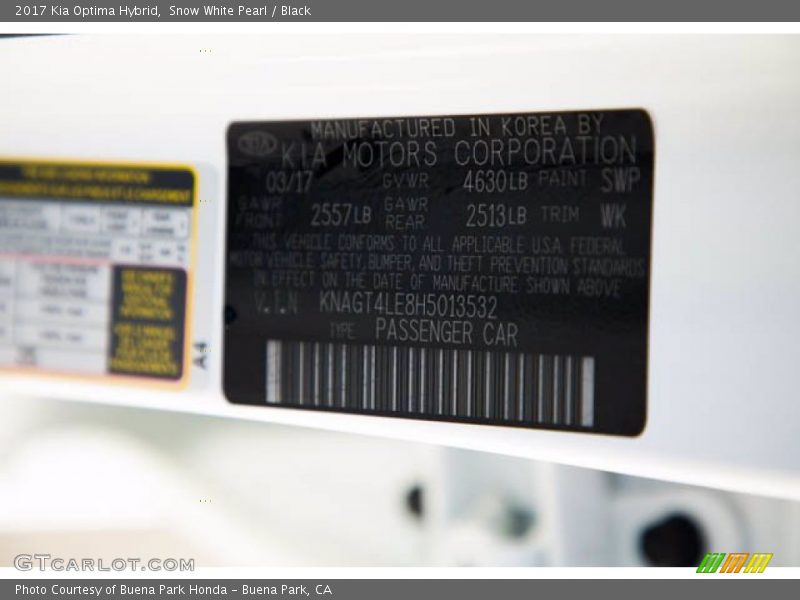 2017 Kia Optima Hybrid, Snow White Pearl / Black
MANUFACTURED IN KOREA BY
KIA KIA MOTORS CORPORATION
03/17 GVWR 4630LB PAINT SWP
GAWR FRONT 2557LB GAWR REAR 2513LB TRIM WK
THIS VEHICLE CONFORMS TO ALL APPLICABLE U.S.A. FEDERAL
MOTOR VEHICLE SAFETY, BUMPER, AND THEFT PREVENTION STANDARDS
IN EFFECT ON THE DATE OF MANUFACTURE SHOWN ABOVE
V.I.N KNAGT4LE8H5013532
TYPE PASSENGER CAR
A4
GTCARLOT.COM
Photo Courtesy of Buena Park Honda - Buena Park, CA